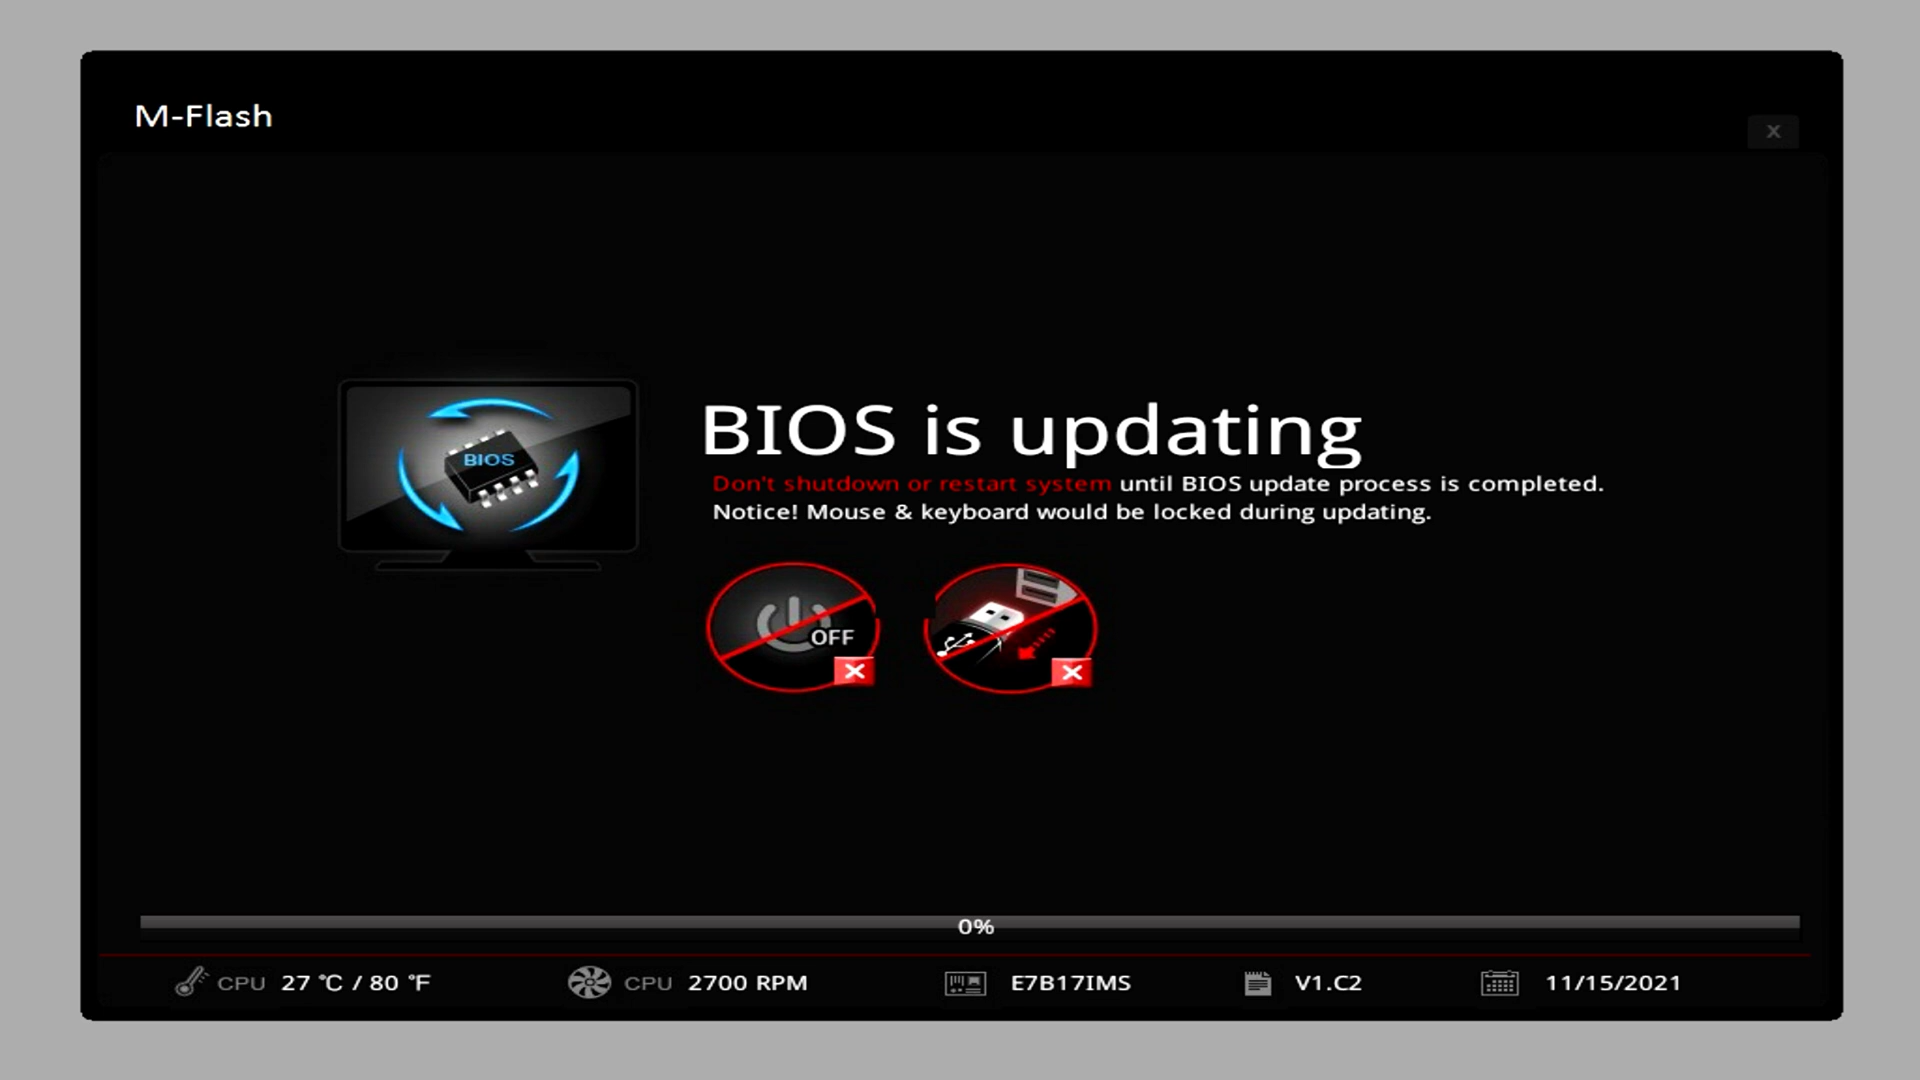 M-Flash
X
BIOS
BIOS is updating
Don't shutdown or restart system until BIOS update process is completed.
Notice! Mouse & keyboard would be locked during updating.
OFF
0%
CPU 27 °C / 80 °F
CPU 2700 RPM
E7B17IMS
V1.C2
11/15/2021